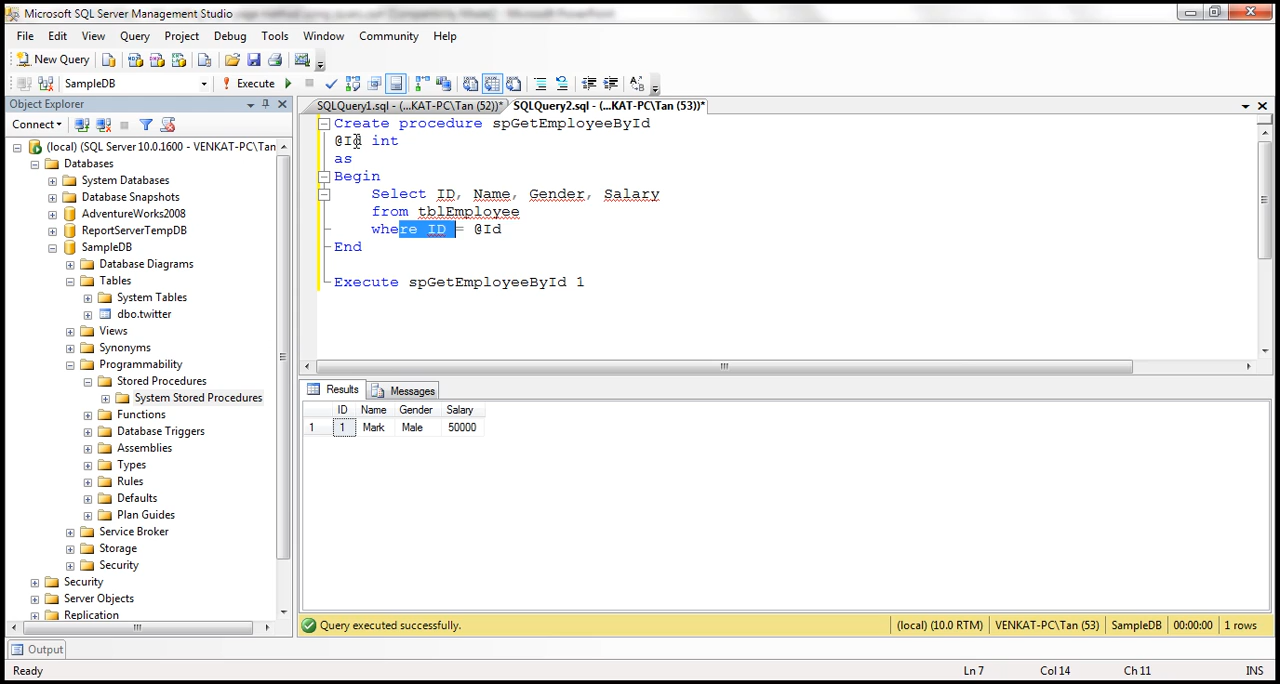 Microsoft SQL Server Management Studio
File Edit View Query Project Debug Tools Window Community Help
New Query
SampleDB Execute
Object Explorer
SQLQuery1.sql - (...KAT-PC\Tan (52))* SQLQuery2.sql - (...KAT-PC\Tan (53))*
Connect
(local) (SQL Server 10.0.1600 - VENKAT-PC\Tan
Databases
System Databases
Database Snapshots
AdventureWorks2008
ReportServerTempDB
SampleDB
Database Diagrams
Tables
System Tables
dbo.twitter
Views
Synonyms
Programmability
Stored Procedures
System Stored Procedures
Functions
Database Triggers
Assemblies
Types
Rules
Defaults
Plan Guides
Service Broker
Storage
Security
Security
Server Objects
Replication
Create procedure spGetEmployeeById
@Id int
as
Begin
Select ID, Name, Gender, Salary
from tblEmployee
where ID = @Id
End
Execute spGetEmployeeById 1
Results Messages
ID Name Gender Salary
1 1 Mark Male 50000
Query executed successfully. (local) (10.0 RTM) VENKAT-PC\Tan (53) SampleDB 00:00:00 1 rows
Output
Ready Ln 7 Col 14 Ch 11 INS